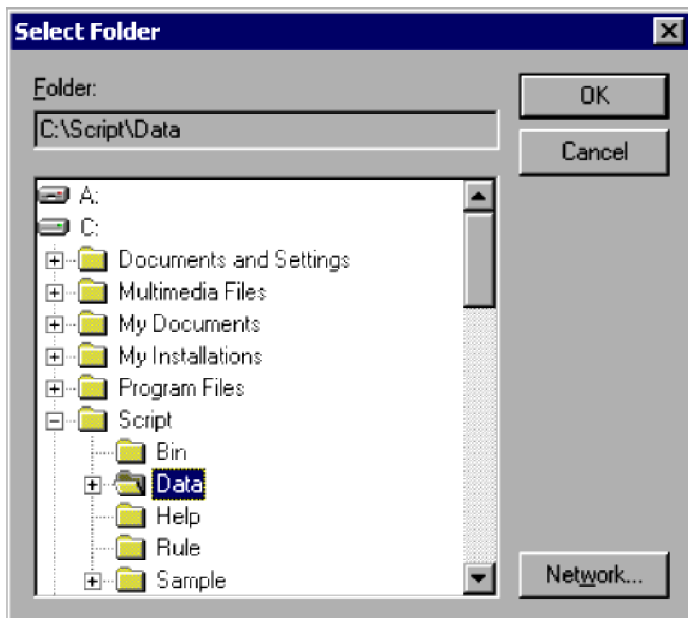 Select Folder
Folder:
OK
C:\Script\Data
Cancel
A:
C:
Documents and Settings
Multimedia Files
My Documents
My Installations
Program Files
Script
Bin
Data
Help
Rule
Sample
Network...